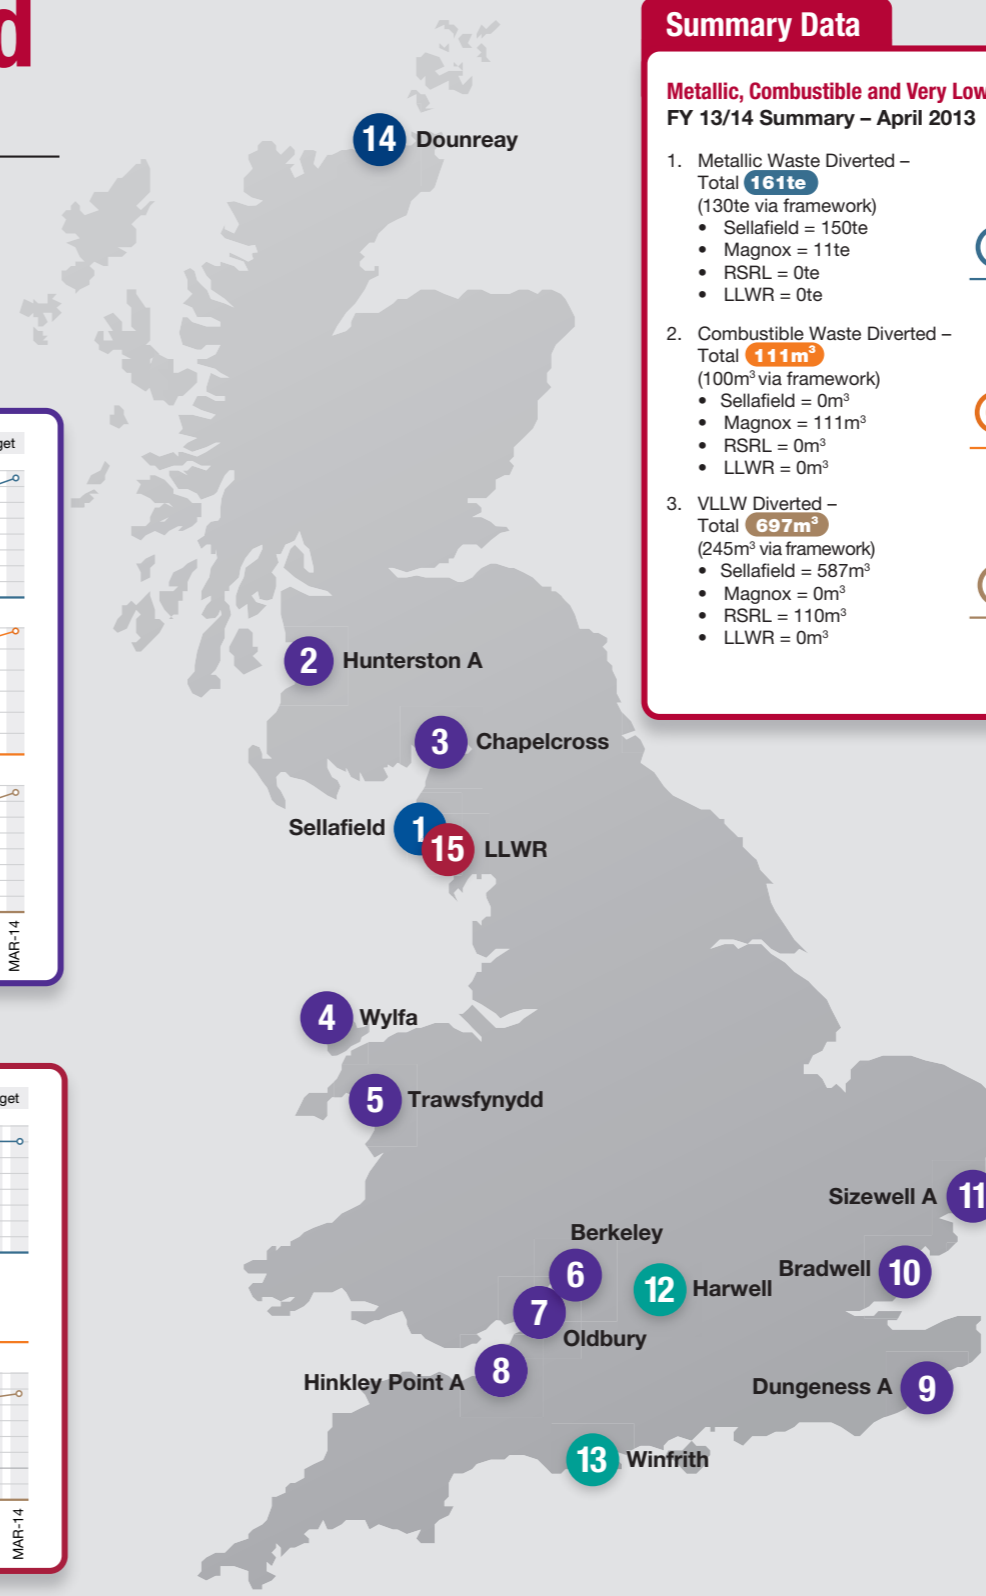 d
Summary Data
Metallic, Combustible and Very Low
FY 13/14 Summary – April 2013
1. Metallic Waste Diverted –
Total 161te
(130te via framework)
• Sellafield = 150te
• Magnox = 11te
• RSRL = 0te
• LLWR = 0te
2. Combustible Waste Diverted –
Total 111m³
(100m³ via framework)
• Sellafield = 0m³
• Magnox = 111m³
• RSRL = 0m³
• LLWR = 0m³
3. VLLW Diverted –
Total 697m³
(245m³ via framework)
• Sellafield = 587m³
• Magnox = 0m³
• RSRL = 110m³
• LLWR = 0m³
14 Dounreay
get
2 Hunterston A
3 Chapelcross
Sellafield 1
15 LLWR
MAR-14
4 Wylfa
get
5 Trawsfynydd
Sizewell A 11
Berkeley
6
Bradwell 10
12 Harwell
7
Oldbury
Hinkley Point A 8
Dungeness A 9
13 Winfrith
MAR-14